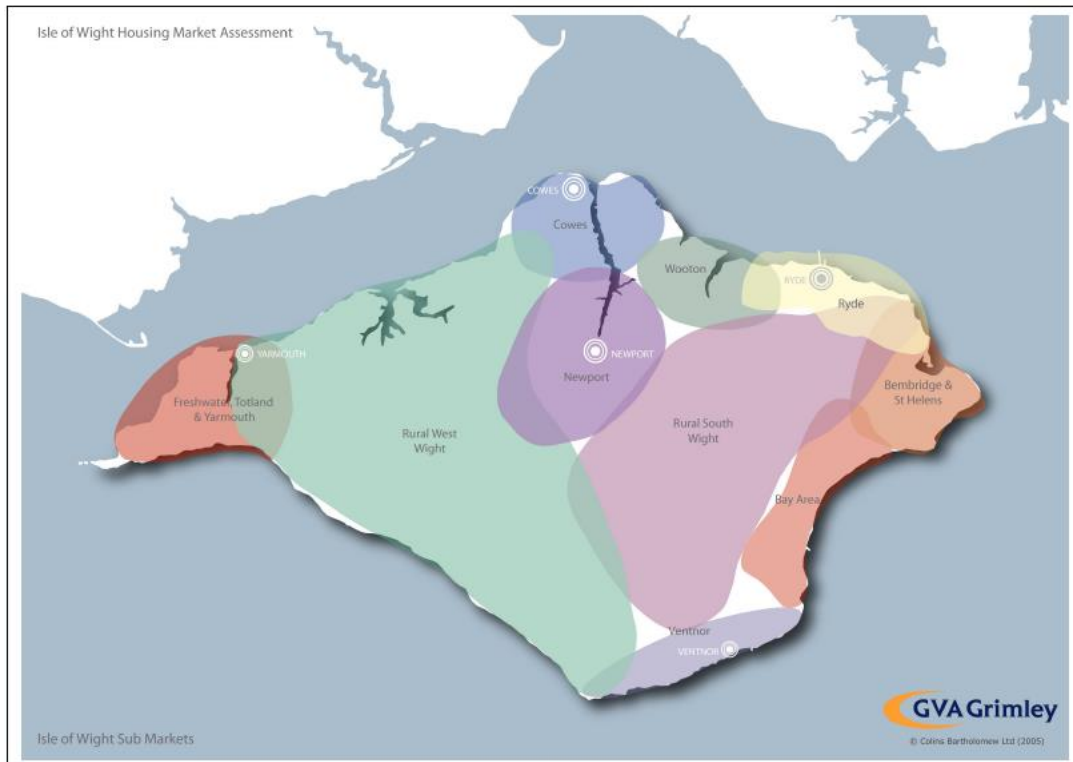 Isle of Wight Housing Market Assessment
COWES
Cowes
Wooton
RYDE
Ryde
YARMOUTH
NEWPORT
Newport
Freshwater, Totland
& Yarmouth
Bembridge &
St Helens
Rural West
Wight
Rural South
Wight
Bay Area
Ventnor
VENTNOR
GVA Grimley
Isle of Wight Sub Markets
© Colins Bartholomew Ltd (2005)